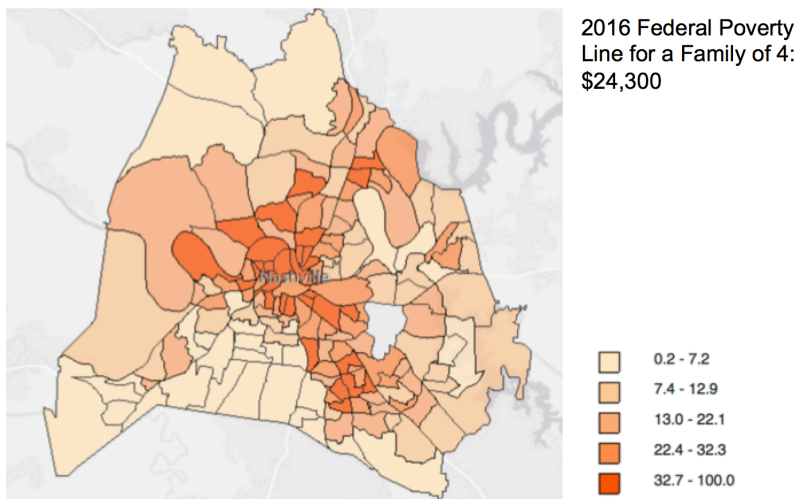 2016 Federal Poverty
Line for a Family of 4:
$24,300
Nashville
0.2 - 7.2
7.4 - 12.9
13.0 - 22.1
22.4 - 32.3
32.7 - 100.0